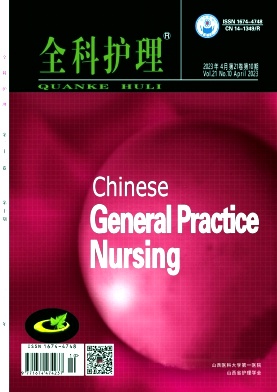 ISSN 1674-4748
CN 14-1349/R
全科护理®
QUANKE HULI
2023年4月第21卷第10期
Vol.21 No.10 April 2023
Chinese
General Practice
Nursing
ISSN 1674-4748
山西医科大学第一医院
山西省护理学会